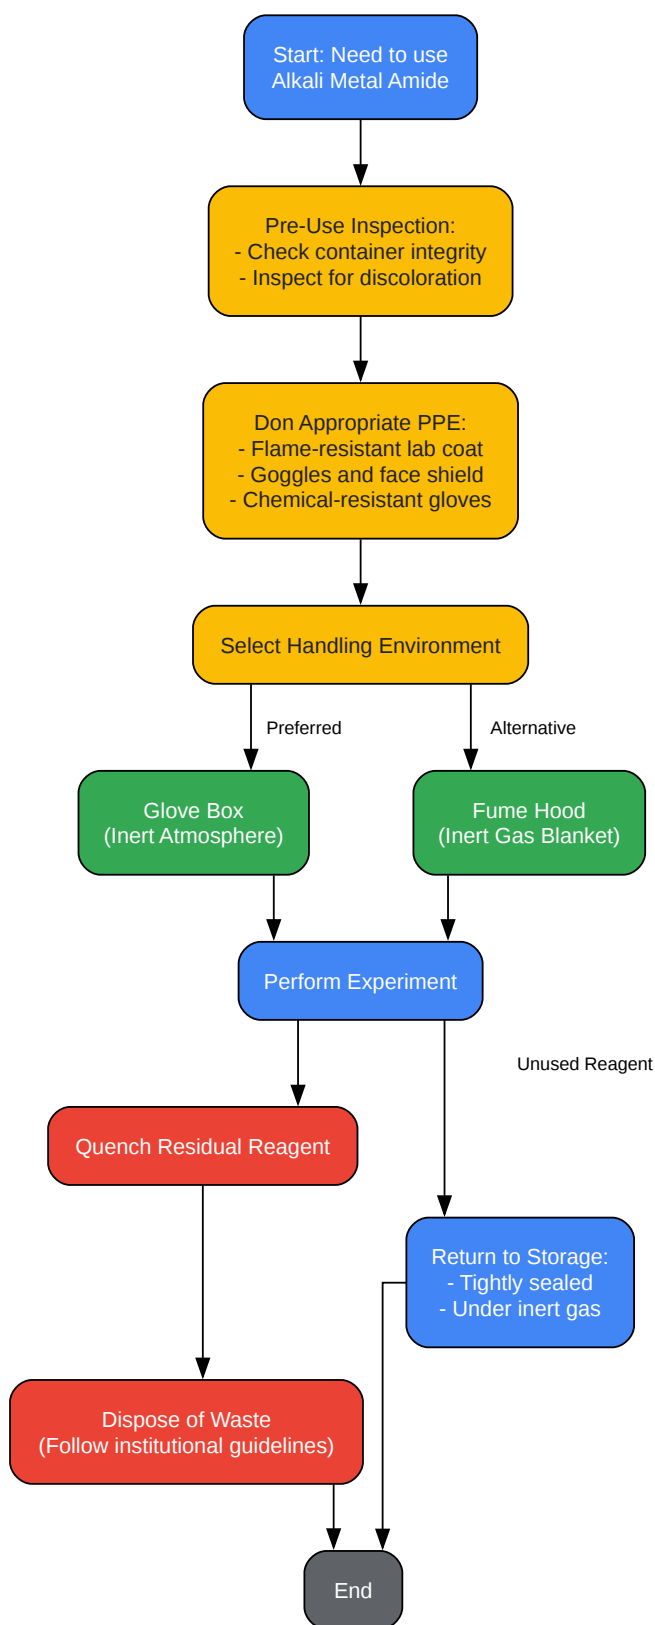 Start: Need to use
Alkali Metal Amide
Pre-Use Inspection:
- Check container integrity
- Inspect for discoloration
Don Appropriate PPE:
- Flame-resistant lab coat
- Goggles and face shield
- Chemical-resistant gloves
Select Handling Environment
Preferred
Alternative
Glove Box
(Inert Atmosphere)
Fume Hood
(Inert Gas Blanket)
Perform Experiment
Unused Reagent
Quench Residual Reagent
Return to Storage:
- Tightly sealed
- Under inert gas
Dispose of Waste
(Follow institutional guidelines)
End